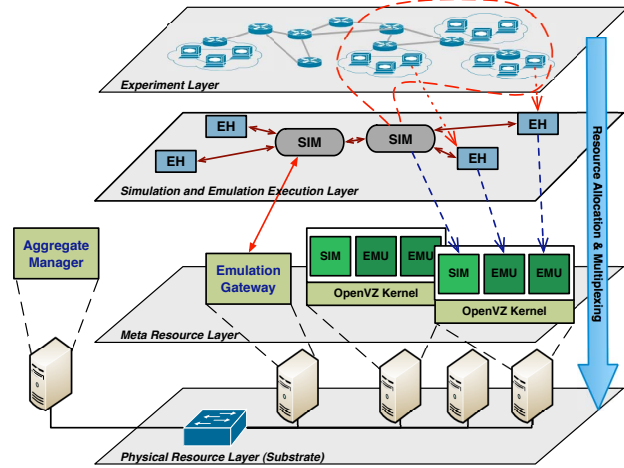 Experiment Layer
EH
EH
EH
SIM
SIM
EH
Simulation and Emulation Execution Layer
Resource Allocation & Multiplexing
Aggregate
Manager
Emulation
Gateway
SIM
EMU
EMU
OpenVZ Kernel
SIM
EMU
EMU
OpenVZ Kernel
Meta Resource Layer
Physical Resource Layer (Substrate)